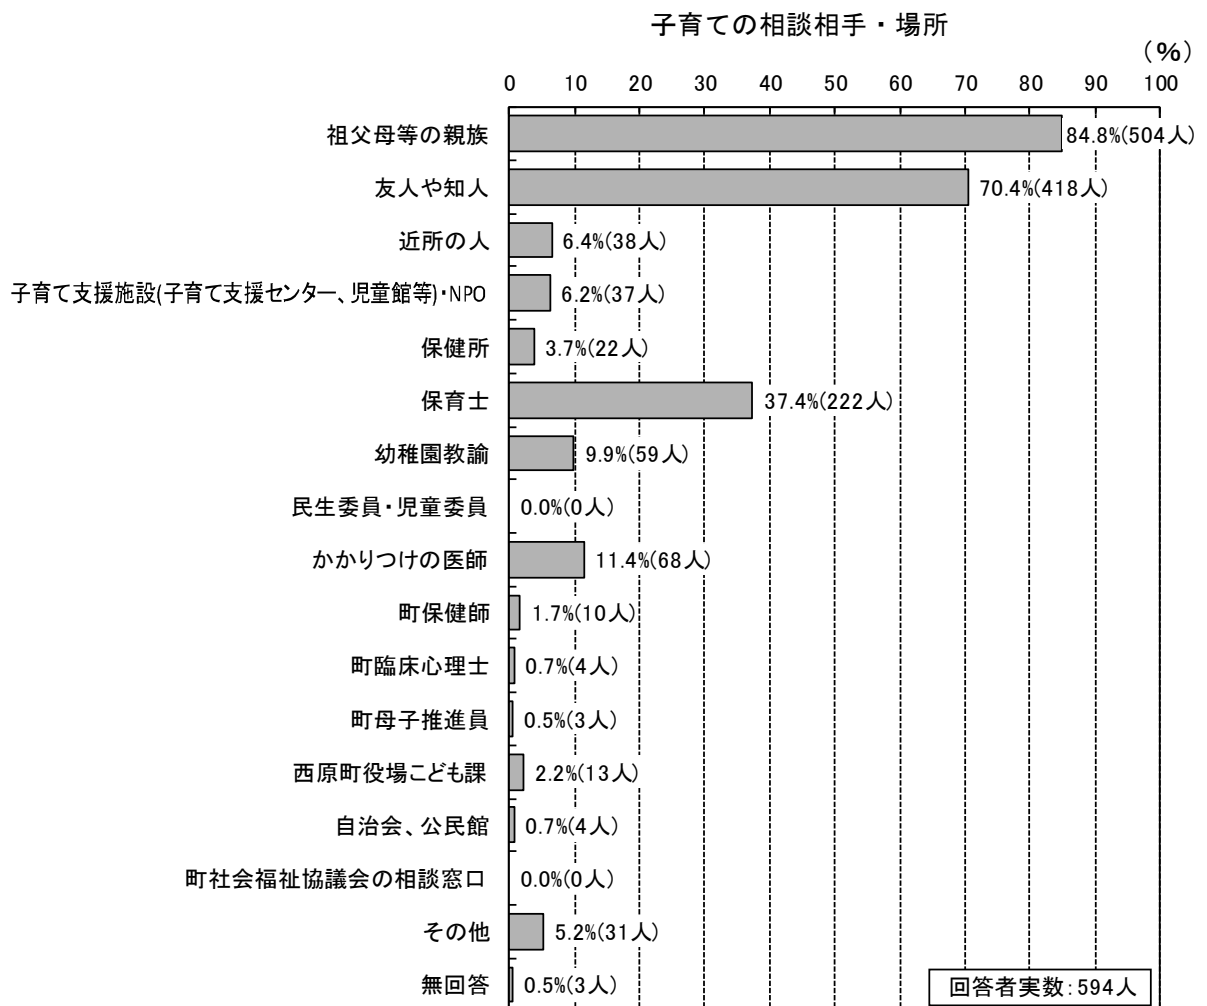 子育ての相談相手・場所
(%)
0 10 20 30 40 50 60 70 80 90 100
祖父母等の親族 84.8%(504人)
友人や知人 70.4%(418人)
近所の人 6.4%(38人)
子育て支援施設(子育て支援センター、児童館等)・NPO 6.2%(37人)
保健所 3.7%(22人)
保育士 37.4%(222人)
幼稚園教諭 9.9%(59人)
民生委員・児童委員 0.0%(0人)
かかりつけの医師 11.4%(68人)
町保健師 1.7%(10人)
町臨床心理士 0.7%(4人)
町母子推進員 0.5%(3人)
西原町役場こども課 2.2%(13人)
自治会、公民館 0.7%(4人)
町社会福祉協議会の相談窓口 0.0%(0人)
その他 5.2%(31人)
無回答 0.5%(3人)
回答者実数:594人